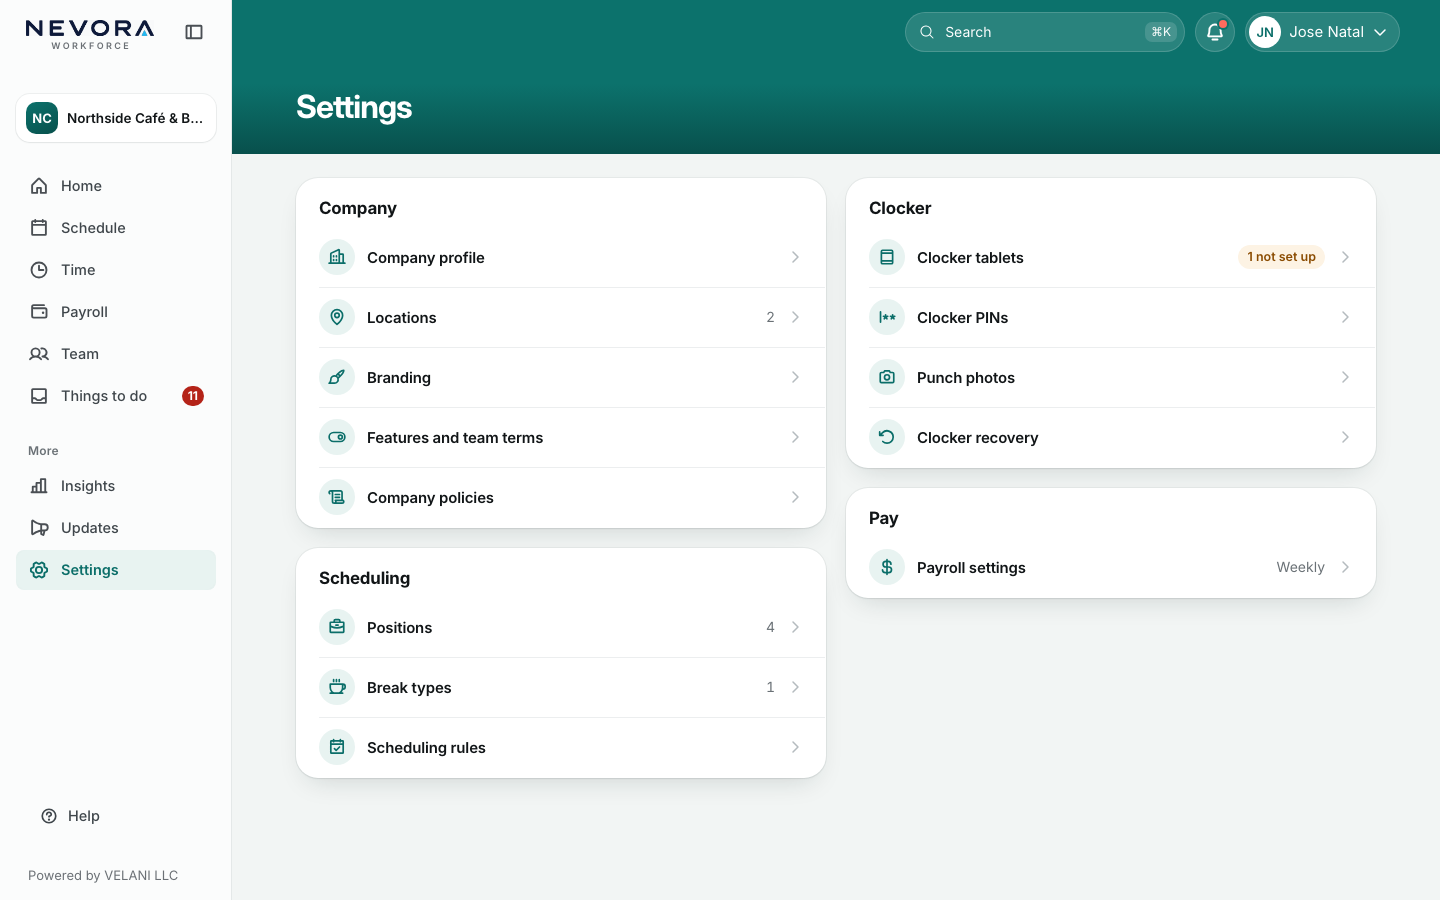 NEVORA
WORKFORCE
Search
⌘K
JN
Jose Natal
NC
Northside Café & B...
Settings
Home
Schedule
Time
Payroll
Team
Things to do
11
More
Insights
Updates
Settings
Help
Powered by VELANI LLC
Company
Company profile
Locations
2
Branding
Features and team terms
Company policies
Scheduling
Positions
4
Break types
1
Scheduling rules
Clocker
Clocker tablets
1 not set up
Clocker PINs
Punch photos
Clocker recovery
Pay
Payroll settings
Weekly